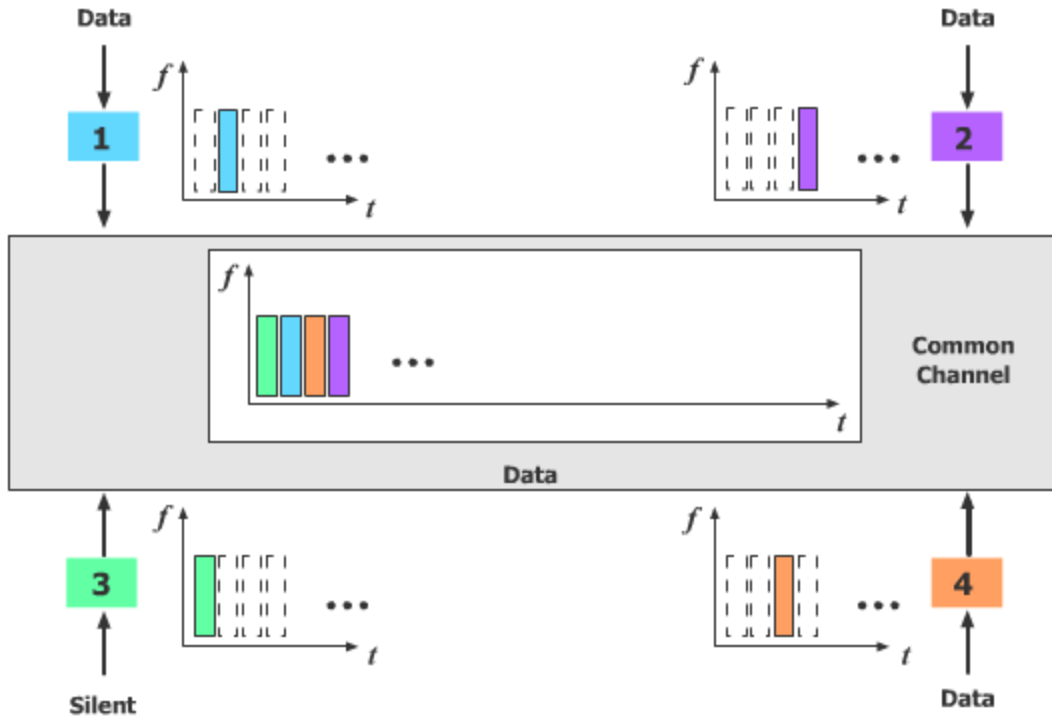 Data
Data
f
f
1
2
...
...
t
t
f
Common
Channel
...
t
Data
f
f
3
4
...
...
t
t
Silent
Data